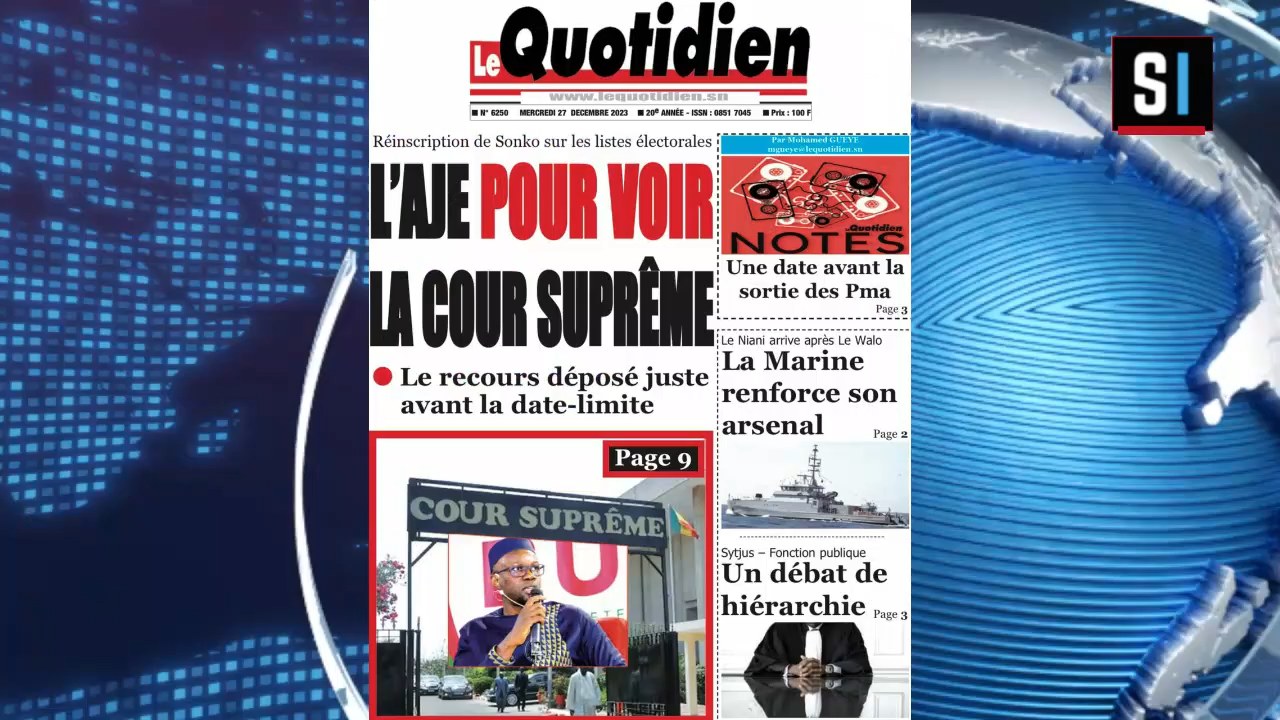 Le Quotidien
www.lequotidien.sn
N° 6250 MERCREDI 27 DECEMBRE 2023 20e ANNÉE - ISSN : 0851 7045 Prix : 100 F
Réinscription de Sonko sur les listes électorales
L'AJE POUR VOIR
LA COUR SUPRÊME
Le recours déposé juste
avant la date-limite
Page 9
COUR SUPRÊME
Par Mohamed GUEYE
mgueye@lequotidien.sn
Le Quotidien
NOTES
Une date avant la
sortie des Pma
Page 3
Le Niani arrive après Le Walo
La Marine
renforce son
arsenal
Page 2
Sytjus – Fonction publique
Un débat de
hiérarchie
Page 3
SI